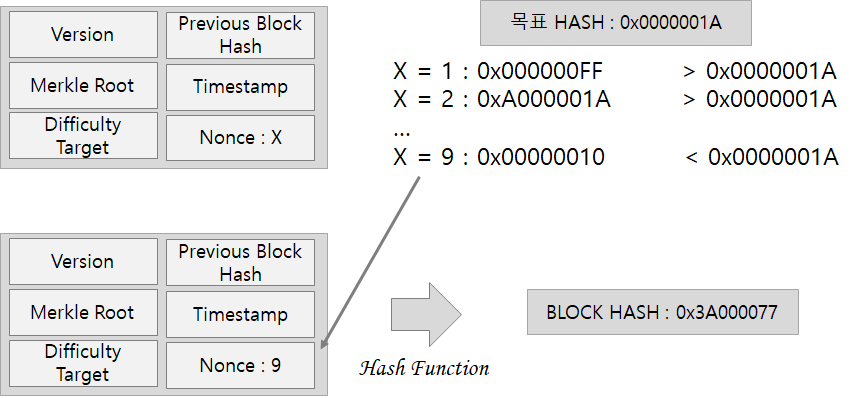 Version
Previous Block
Hash
Merkle Root
Timestamp
Difficulty
Target
Nonce : X
목표 HASH : 0x0000001A
X = 1 : 0x000000FF > 0x0000001A
X = 2 : 0xA000001A > 0x0000001A
...
X = 9 : 0x00000010 < 0x0000001A
Version
Previous Block
Hash
Merkle Root
Timestamp
Difficulty
Target
Nonce : 9
Hash Function
BLOCK HASH : 0x3A000077